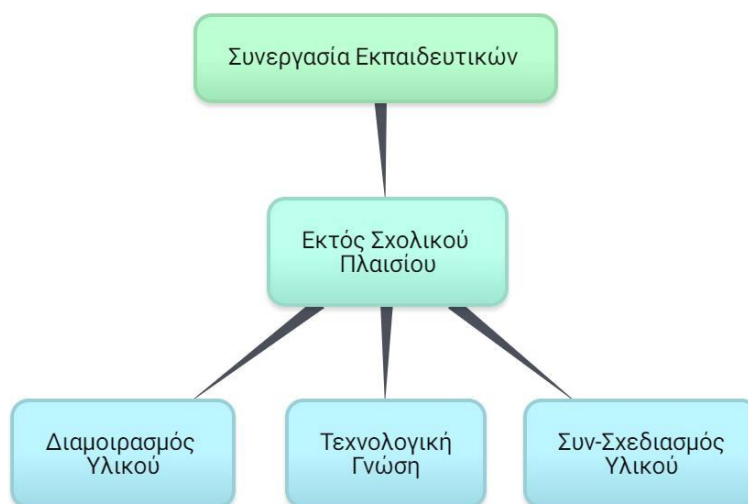 Συνεργασία Εκπαιδευτικών
Εκτός Σχολικού
Πλαισίου
Διαμοιρασμός
Υλικού
Τεχνολογική
Γνώση
Συν-Σχεδιασμός
Υλικού